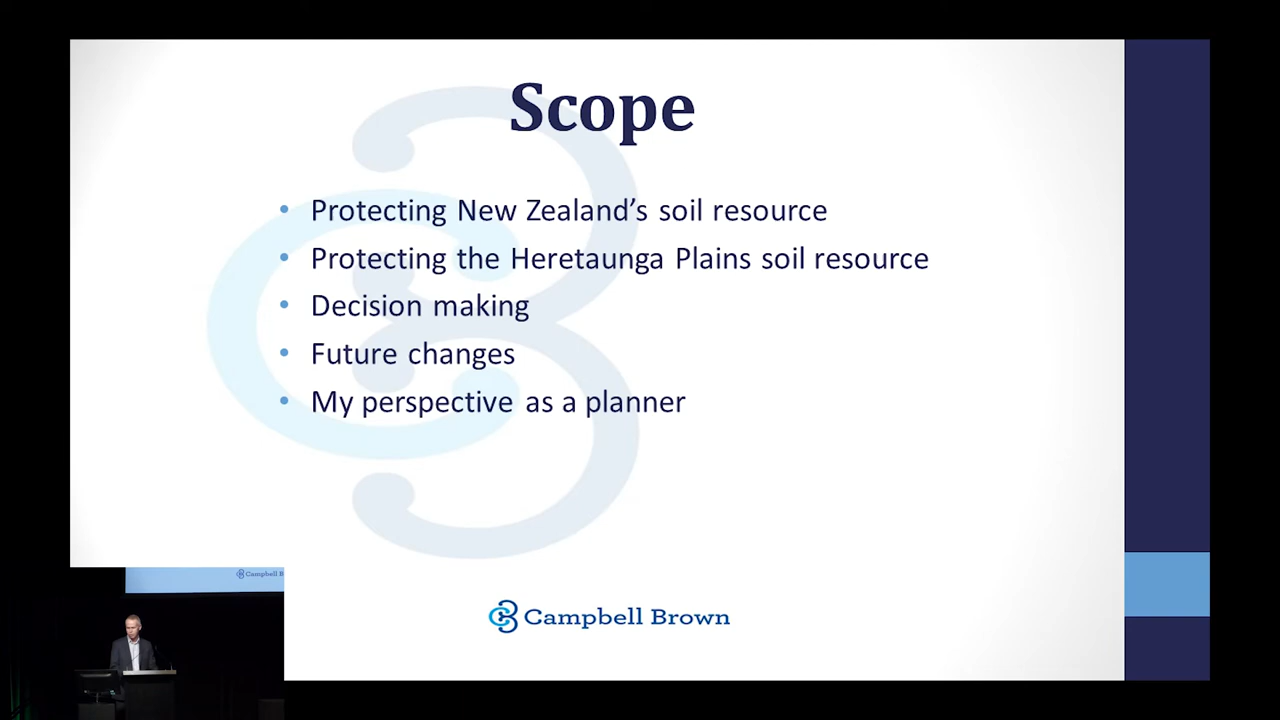 Scope
• Protecting New Zealand's soil resource
• Protecting the Heretaunga Plains soil resource
• Decision making
• Future changes
• My perspective as a planner
Campbell Brown
Campbell B